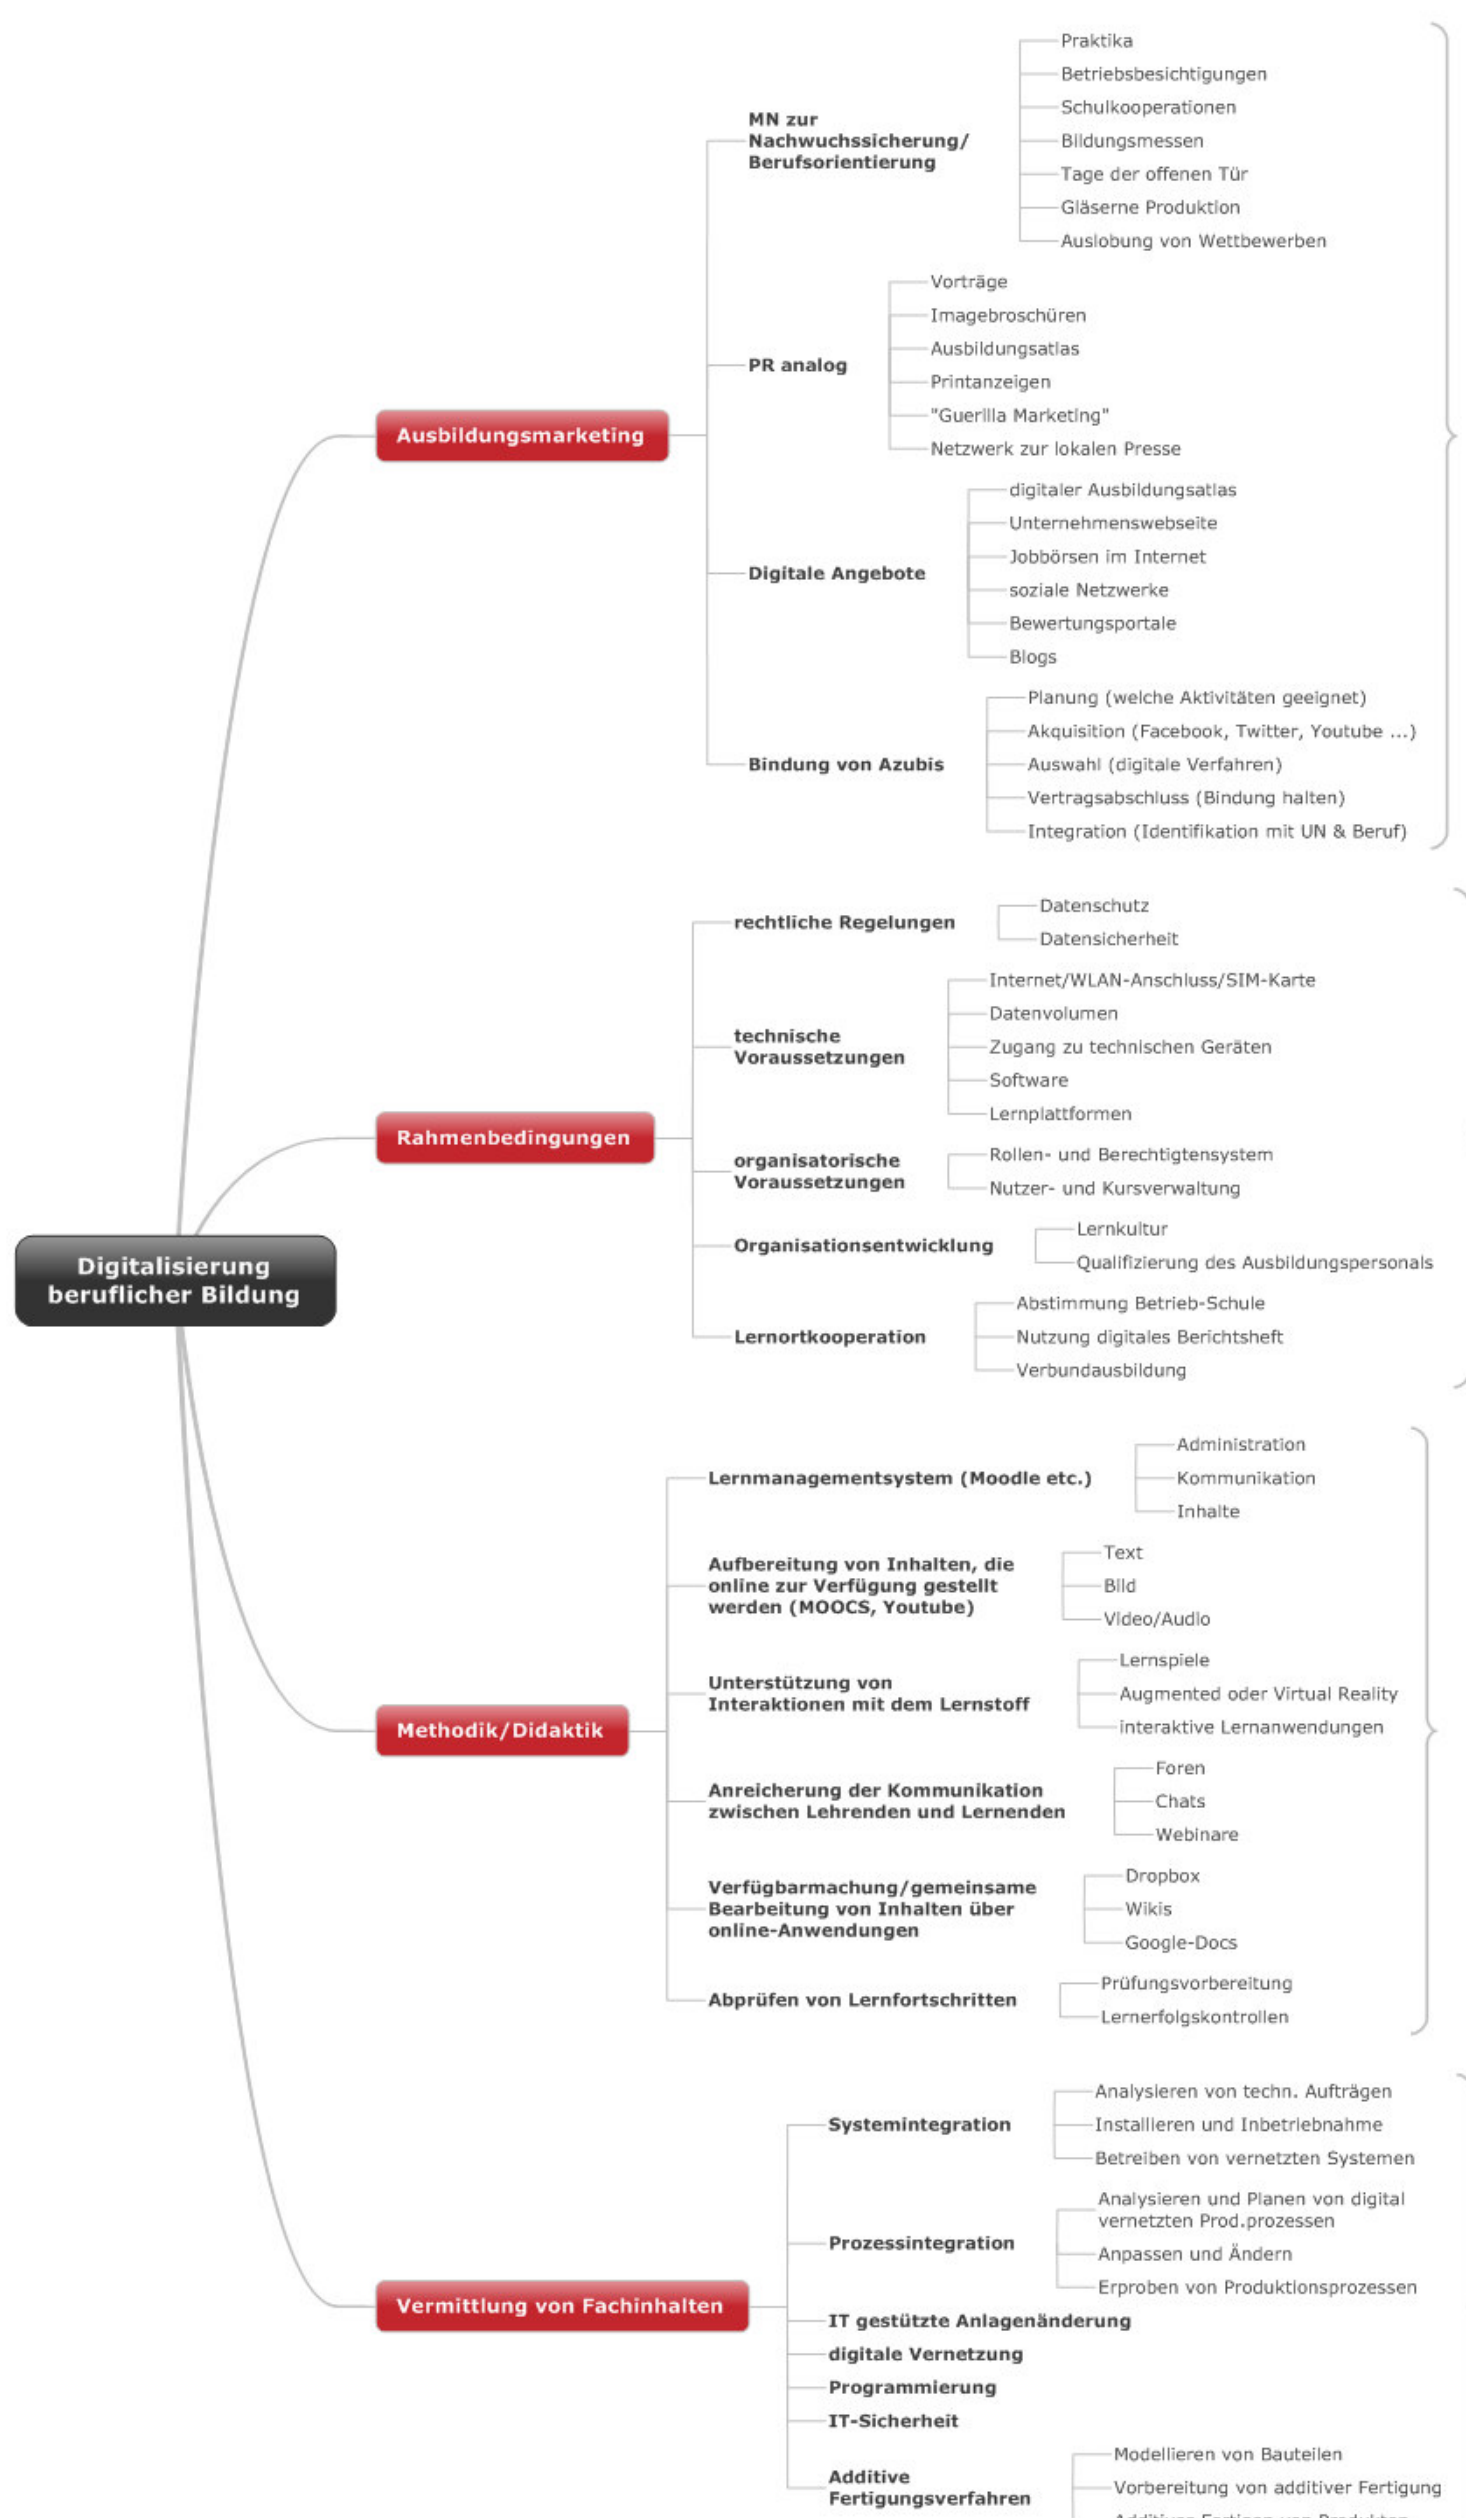 Digitalisierung
beruflicher Bildung
Ausbildungsmarketing
MN zur
Nachwuchssicherung/
Berufsorientierung
Praktika
Betriebsbesichtigungen
Schulkooperationen
Bildungsmessen
Tage der offenen Tür
Gläserne Produktion
Auslobung von Wettbewerben
PR analog
Vorträge
Imagebroschüren
Ausbildungsatlas
Printanzeigen
"Guerilla Marketing"
Netzwerk zur lokalen Presse
Digitale Angebote
digitaler Ausbildungsatlas
Unternehmenswebseite
Jobbörsen im Internet
soziale Netzwerke
Bewertungsportale
Blogs
Bindung von Azubis
Planung (welche Aktivitäten geeignet)
Akquisition (Facebook, Twitter, Youtube ...)
Auswahl (digitale Verfahren)
Vertragsabschluss (Bindung halten)
Integration (Identifikation mit UN & Beruf)
Rahmenbedingungen
rechtliche Regelungen
Datenschutz
Datensicherheit
technische
Voraussetzungen
Internet/WLAN-Anschluss/SIM-Karte
Datenvolumen
Zugang zu technischen Geräten
Software
Lernplattformen
organisatorische
Voraussetzungen
Rollen- und Berechtigtensystem
Nutzer- und Kursverwaltung
Organisationsentwicklung
Lernkultur
Qualifizierung des Ausbildungspersonals
Lernortkooperation
Abstimmung Betrieb-Schule
Nutzung digitales Berichtsheft
Verbundausbildung
Methodik/Didaktik
Lernmanagementsystem (Moodle etc.)
Administration
Kommunikation
Inhalte
Aufbereitung von Inhalten, die
online zur Verfügung gestellt
werden (MOOCS, Youtube)
Text
Bild
Video/Audio
Unterstützung von
Interaktionen mit dem Lernstoff
Lernspiele
Augmented oder Virtual Reality
interaktive Lernanwendungen
Anreicherung der Kommunikation
zwischen Lehrenden und Lernenden
Foren
Chats
Webinare
Verfügbarmachung/gemeinsame
Bearbeitung von Inhalten über
online-Anwendungen
Dropbox
Wikis
Google-Docs
Abprüfen von Lernfortschritten
Prüfungsvorbereitung
Lernerfolgskontrollen
Vermittlung von Fachinhalten
Systemintegration
Analysieren von techn. Aufträgen
Installieren und Inbetriebnahme
Betreiben von vernetzten Systemen
Prozessintegration
Analysieren und Planen von digital
vernetzten Prod.prozessen
Anpassen und Ändern
Erproben von Produktionsprozessen
IT gestützte Anlagenänderung
digitale Vernetzung
Programmierung
IT-Sicherheit
Additive
Fertigungsverfahren
Modellieren von Bauteilen
Vorbereitung von additiver Fertigung